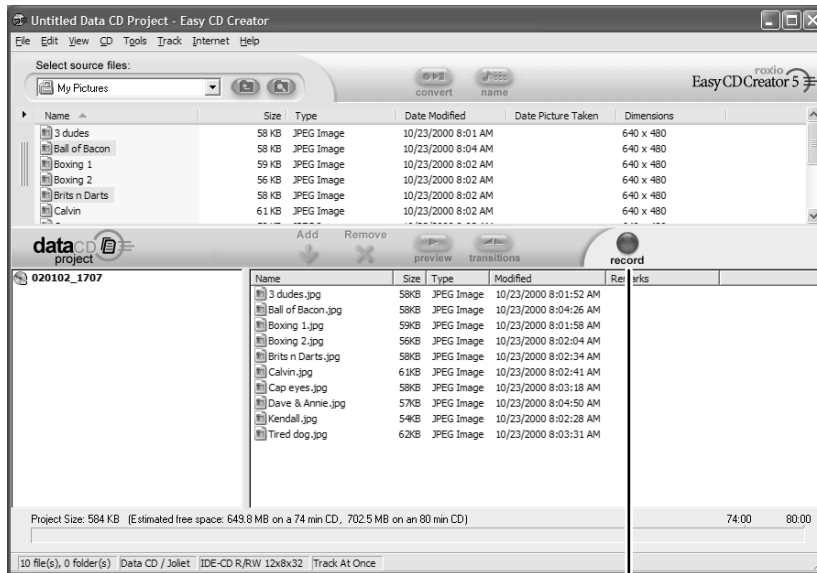 Untitled Data CD Project - Easy CD Creator
File Edit View CD Tools Track Internet Help
Select source files:
My Pictures
convert name
roxio
Easy CD Creator 5
Name Size Type Date Modified Date Picture Taken Dimensions
3 dudes 58 KB JPEG Image 10/23/2000 8:01 AM 640 x 480
Ball of Bacon 58 KB JPEG Image 10/23/2000 8:04 AM 640 x 480
Boxing 1 59 KB JPEG Image 10/23/2000 8:02 AM 640 x 480
Boxing 2 56 KB JPEG Image 10/23/2000 8:02 AM 640 x 480
Brits n Darts 58 KB JPEG Image 10/23/2000 8:02 AM 640 x 480
Calvin 61 KB JPEG Image 10/23/2000 8:02 AM 640 x 480
datacd project
Add Remove
preview transitions
record
020102_1707
Name Size Type Modified Remarks
3 dudes.jpg 58KB JPEG Image 10/23/2000 8:01:52 AM
Ball of Bacon.jpg 58KB JPEG Image 10/23/2000 8:04:26 AM
Boxing 1.jpg 59KB JPEG Image 10/23/2000 8:01:58 AM
Boxing 2.jpg 56KB JPEG Image 10/23/2000 8:02:04 AM
Brits n Darts.jpg 58KB JPEG Image 10/23/2000 8:02:34 AM
Calvin.jpg 61KB JPEG Image 10/23/2000 8:02:41 AM
Cap eyes.jpg 58KB JPEG Image 10/23/2000 8:03:18 AM
Dave & Annie.jpg 57KB JPEG Image 10/23/2000 8:04:50 AM
Kendall.jpg 54KB JPEG Image 10/23/2000 8:02:28 AM
Tired dog.jpg 62KB JPEG Image 10/23/2000 8:03:31 AM
Project Size: 584 KB (Estimated free space: 649.8 MB on a 74 min CD, 702.5 MB on an 80 min CD) 74:00 80:00
10 file(s), 0 folder(s) Data CD / Joliet IDE-CD R/RW 12x8x32 Track At Once